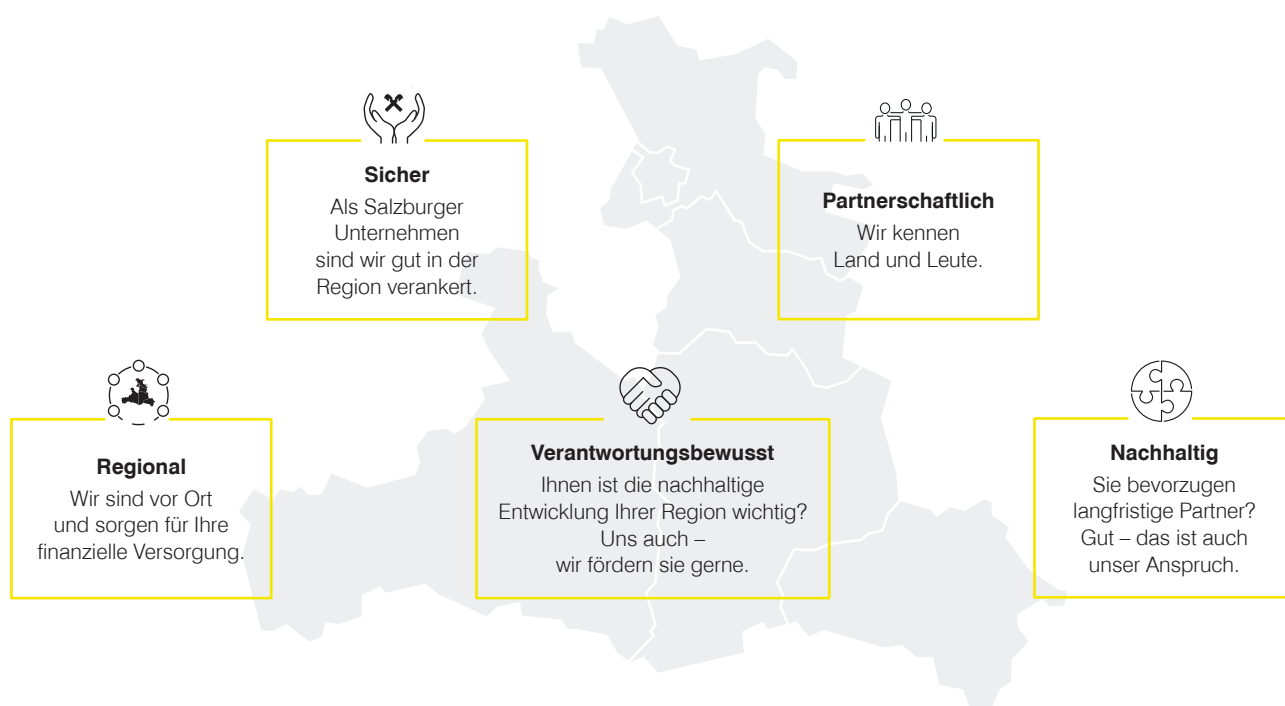 Sicher
Als Salzburger
Unternehmen
sind wir gut in der
Region verankert.
Partnerschaftlich
Wir kennen
Land und Leute.
Regional
Wir sind vor Ort
und sorgen für Ihre
finanzielle Versorgung.
Verantwortungsbewusst
Ihnen ist die nachhaltige
Entwicklung Ihrer Region wichtig?
Uns auch –
wir fördern sie gerne.
Nachhaltig
Sie bevorzugen
langfristige Partner?
Gut – das ist auch
unser Anspruch.